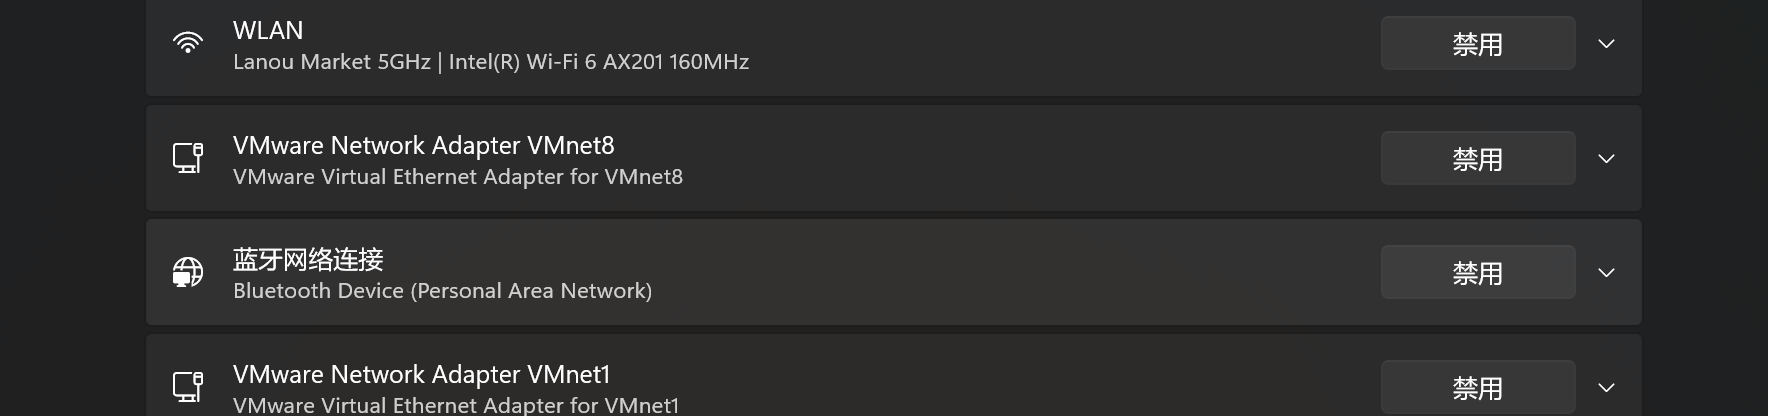 WLAN
Lanou Market 5GHz | Intel(R) Wi-Fi 6 AX201 160MHz
禁用
VMware Network Adapter VMnet8
VMware Virtual Ethernet Adapter for VMnet8
禁用
蓝牙网络连接
Bluetooth Device (Personal Area Network)
禁用
VMware Network Adapter VMnet1
VMware Virtual Ethernet Adapter for VMnet1
禁用